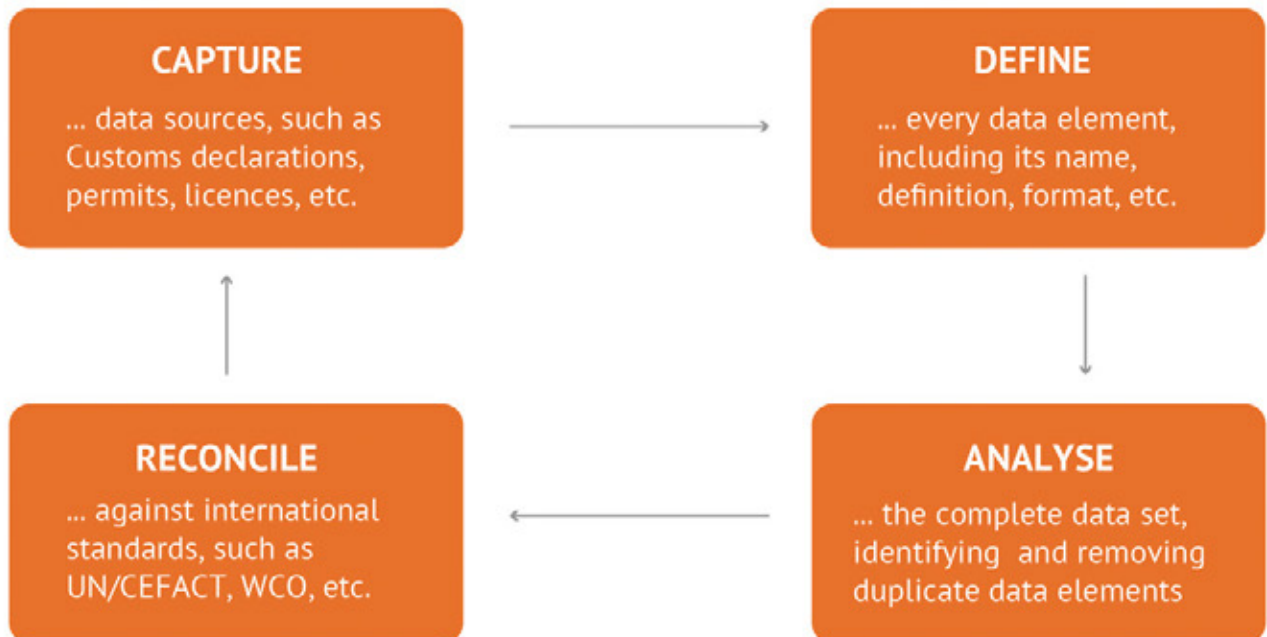 CAPTURE
... data sources, such as
Customs declarations,
permits, licences, etc.
DEFINE
... every data element,
including its name,
definition, format, etc.
RECONCILE
... against international
standards, such as
UN/CEFACT, WCO, etc.
ANALYSE
... the complete data set,
identifying and removing
duplicate data elements